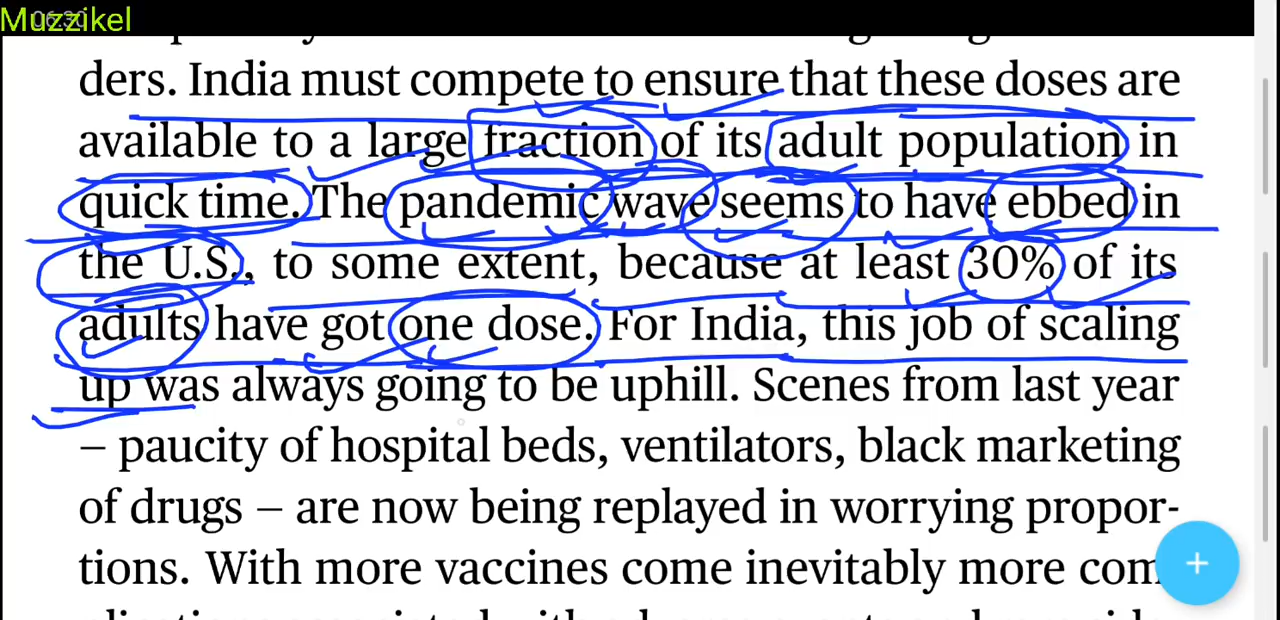 Muzzikel
06:30
ders. India must compete to ensure that these doses are
available to a large fraction of its adult population in
quick time. The pandemic wave seems to have ebbed in
the U.S., to some extent, because at least 30% of its
adults have got one dose. For India, this job of scaling
up was always going to be uphill. Scenes from last year
– paucity of hospital beds, ventilators, black marketing
of drugs – are now being replayed in worrying propor-
tions. With more vaccines come inevitably more com
+